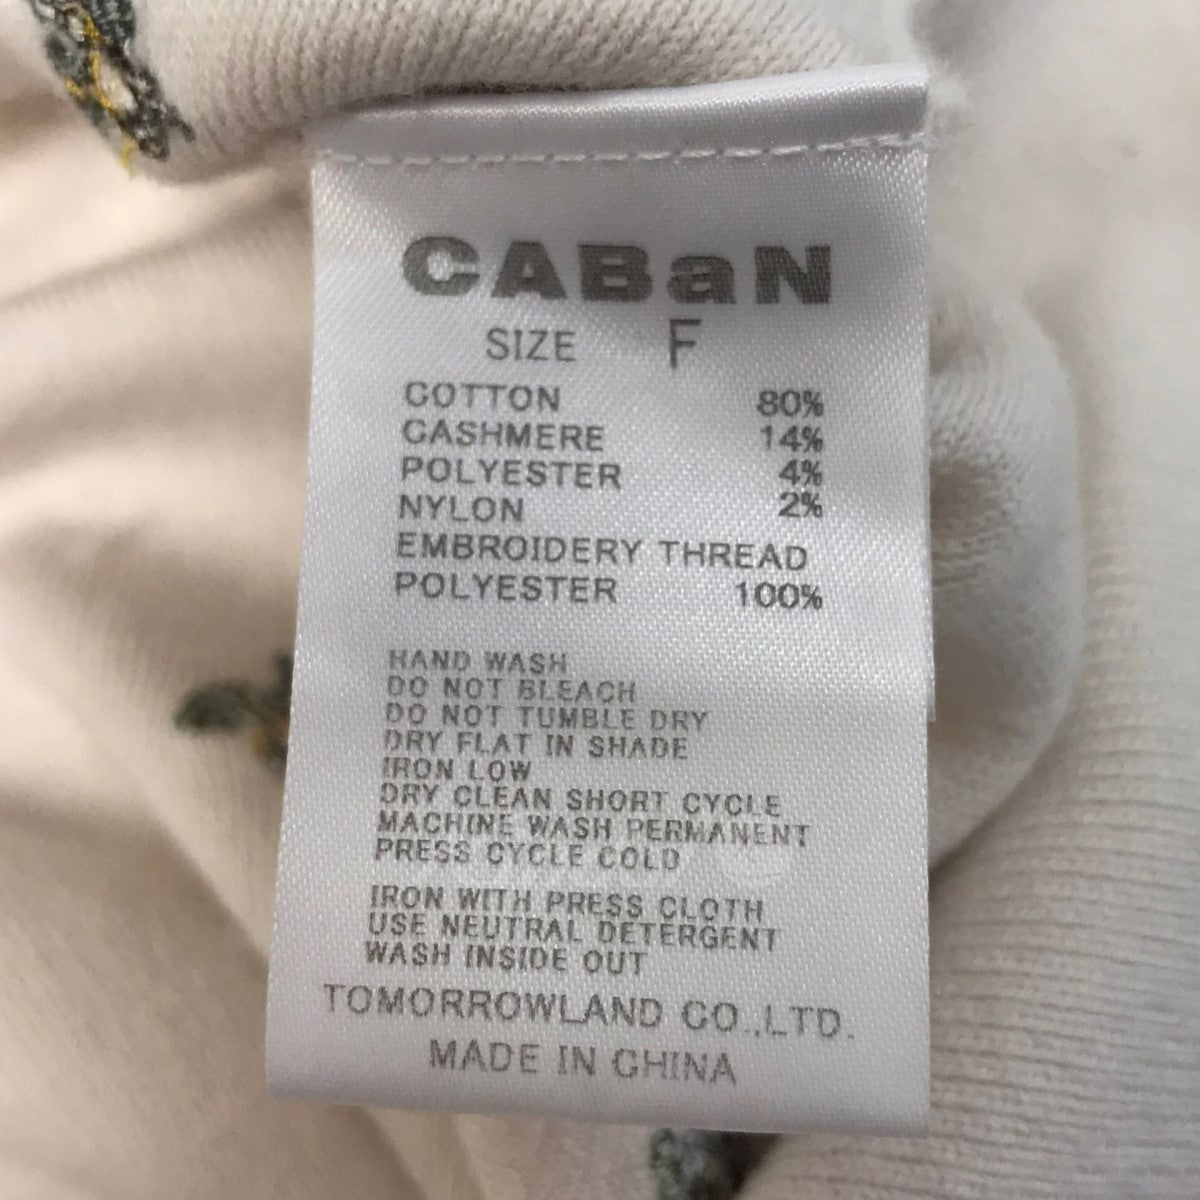 CABaN
SIZE F
COTTON 80%
CASHMERE 14%
POLYESTER 4%
NYLON 2%
EMBROIDERY THREAD
POLYESTER 100%
HAND WASH
DO NOT BLEACH
DO NOT TUMBLE DRY
DRY FLAT IN SHADE
IRON LOW
DRY CLEAN SHORT CYCLE
MACHINE WASH PERMANENT
PRESS CYCLE COLD
IRON WITH PRESS CLOTH
USE NEUTRAL DETERGENT
WASH INSIDE OUT
TOMORROWLAND CO.,LTD.
MADE IN CHINA